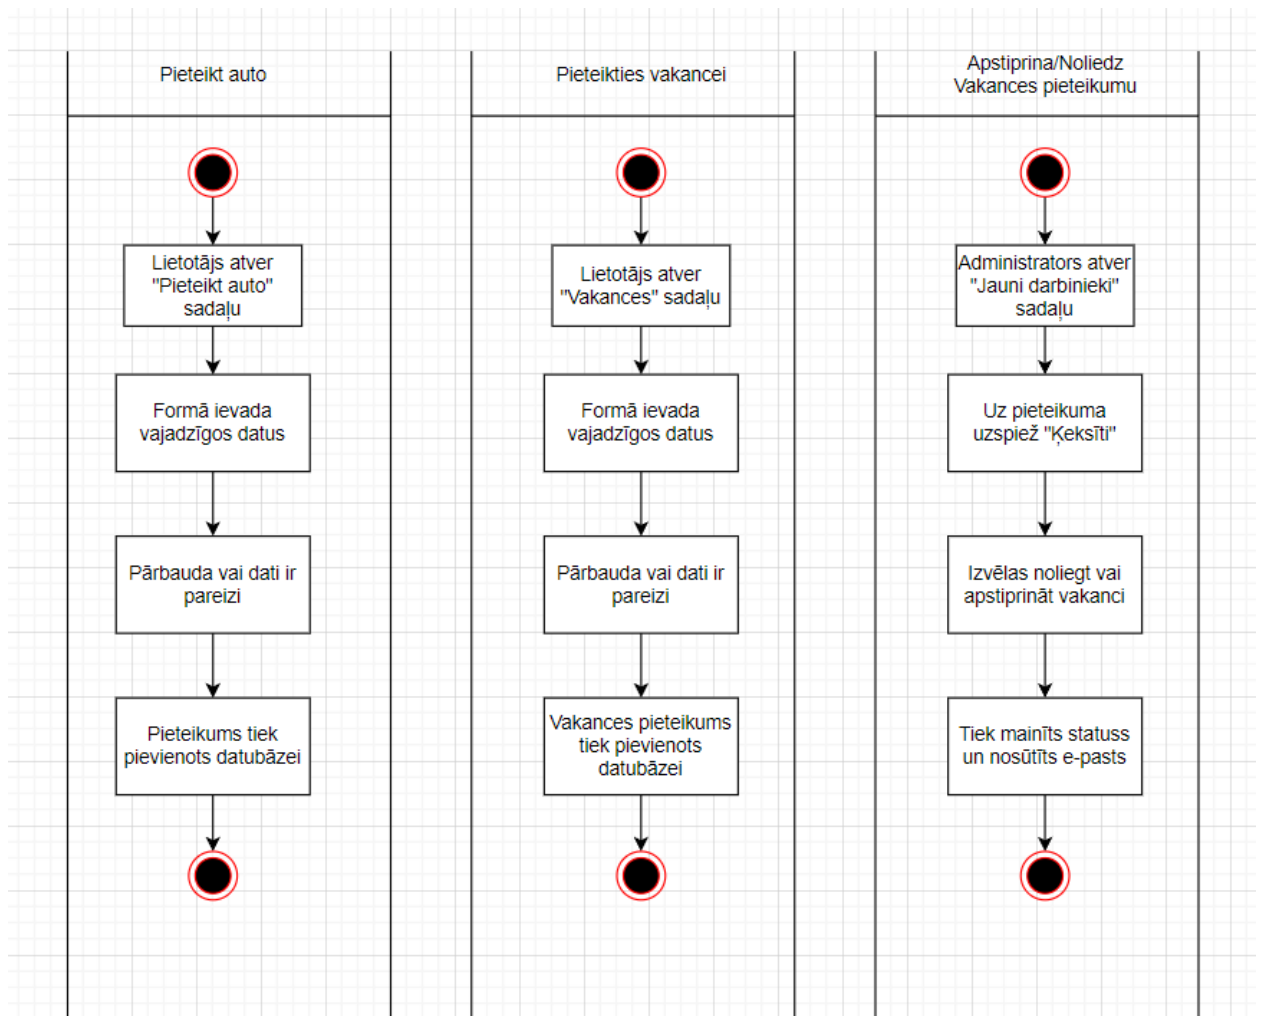 Pieteikt auto
Lietotājs atver
"Pieteikt auto"
sadaļu
Formā ievada
vajadzīgos datus
Pārbauda vai dati ir
pareizi
Pieteikums tiek
pievienots datubāzei
Pieteikties vakancei
Lietotājs atver
"Vakances" sadaļu
Formā ievada
vajadzīgos datus
Pārbauda vai dati ir
pareizi
Vakances pieteikums
tiek pievienots
datubāzei
Apstiprina/Noliedz
Vakances pieteikumu
Administrators atver
"Jauni darbinieki"
sadaļu
Uz pieteikuma
uzspiež "Ķeksīti"
Izvēlas noliegt vai
apstiprināt vakanci
Tiek mainīts statuss
un nosūtīts e-pasts